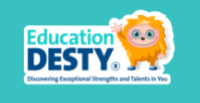 Education
DESTY®
Discovering Exceptional Strengths and Talents in You